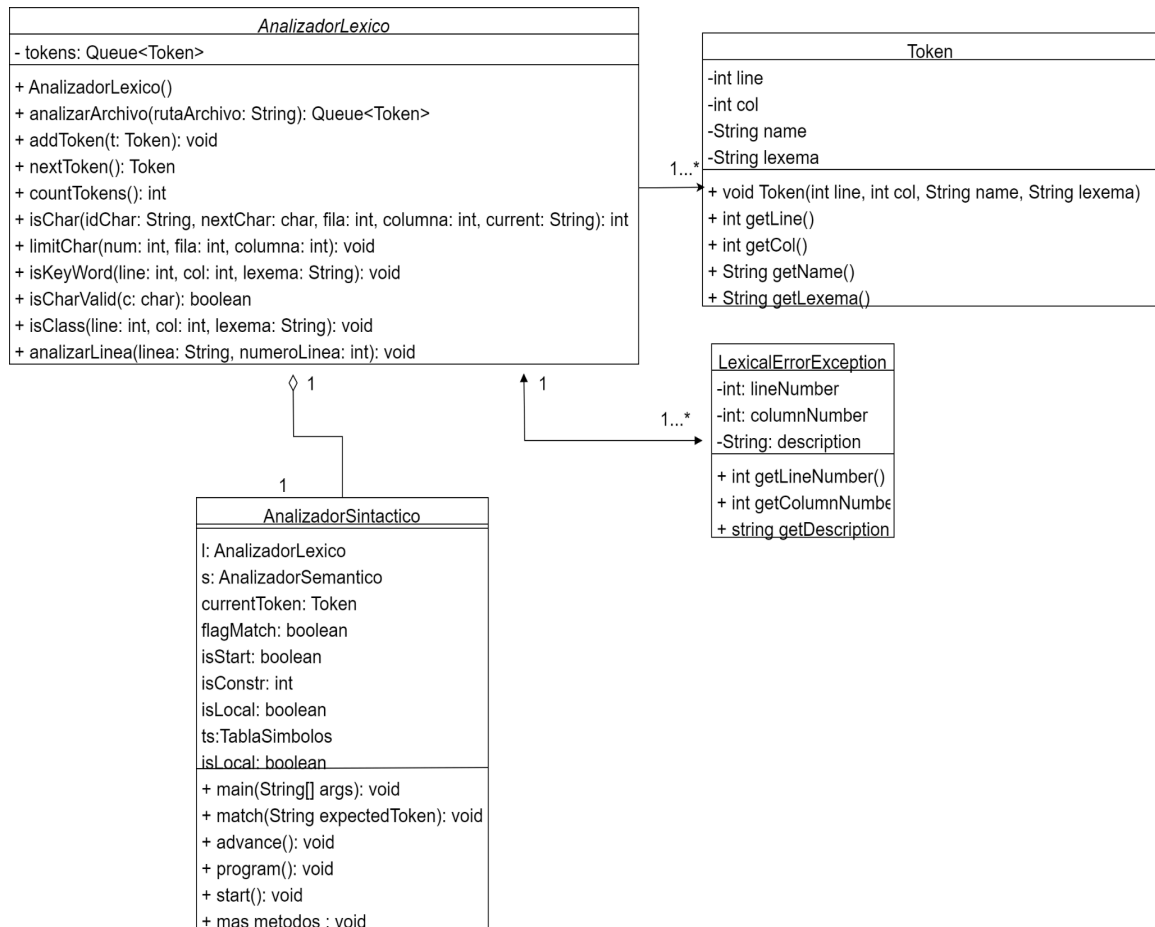 AnalizadorLexico
- tokens: Queue<Token>
+ AnalizadorLexico()
+ analizarArchivo(rutaArchivo: String): Queue<Token>
+ addToken(t: Token): void
+ nextToken(): Token
+ countTokens(): int
+ isChar(idChar: String, nextChar: char, fila: int, columna: int, current: String): int
+ limitChar(num: int, fila: int, columna: int): void
+ isKeyWord(line: int, col: int, lexema: String): void
+ isCharValid(c: char): boolean
+ isClass(line: int, col: int, lexema: String): void
+ analizarLinea(linea: String, numeroLinea: int): void
1...*
Token
-int line
-int col
-String name
-String lexema
+ void Token(int line, int col, String name, String lexema)
+ int getLine()
+ int getCol()
+ String getName()
+ String getLexema()
1
1
1...*
LexicalErrorException
-int: lineNumber
-int: columnNumber
-String: description
+ int getLineNumber()
+ int getColumnNumbe
+ string getDescription
1
AnalizadorSintactico
l: AnalizadorLexico
s: AnalizadorSemantico
currentToken: Token
flagMatch: boolean
isStart: boolean
isConstr: int
isLocal: boolean
ts:TablaSimbolos
isLocal: boolean
+ main(String[] args): void
+ match(String expectedToken): void
+ advance(): void
+ program(): void
+ start(): void
+ mas metodos : void